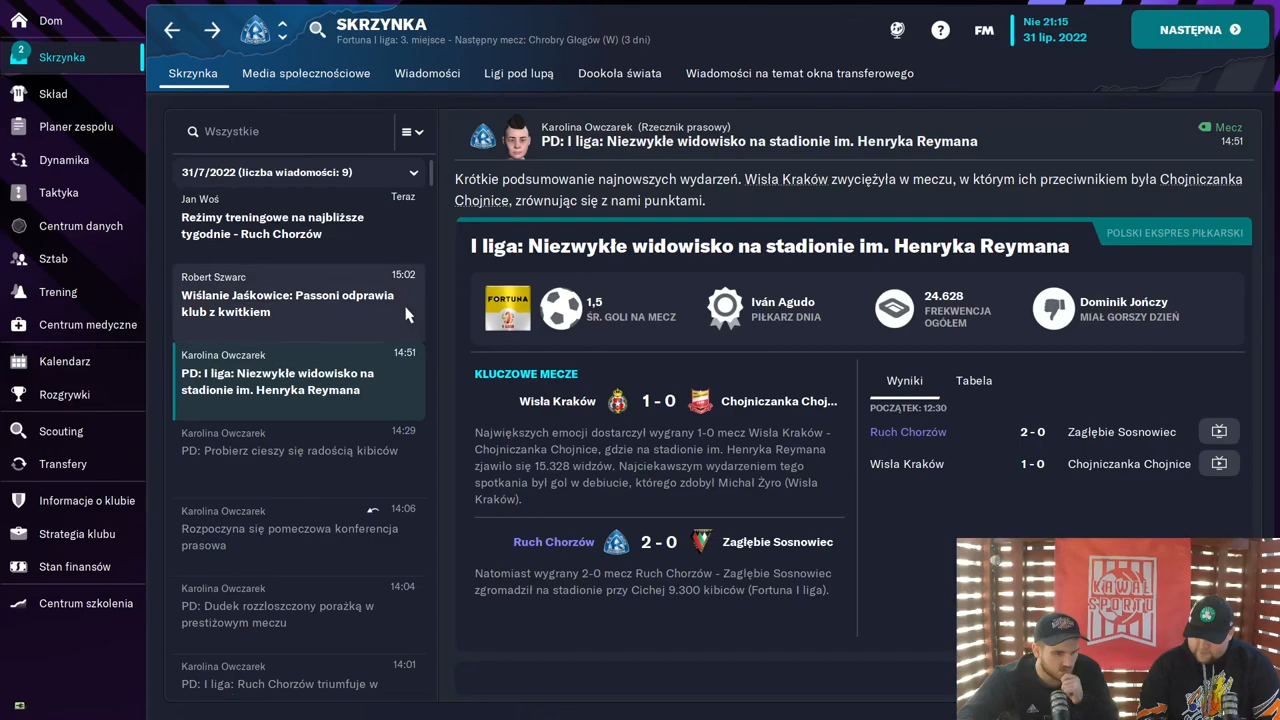 Dom
2
Skrzynka
Skład
Planer zespołu
Dynamika
Taktyka
Centrum danych
Sztab
Trening
Centrum medyczne
Kalendarz
Rozgrywki
Scouting
Transfery
Informacje o klubie
Strategia klubu
Stan finansów
Centrum szkolenia
SKRZYNKA
Fortuna I liga: 3. miejsce - Następny mecz: Chrobry Głogów (W) (3 dni)
FM
Nie 21:15
31 lip. 2022
NASTĘPNA
Skrzynka
Media społecznościowe
Wiadomości
Ligi pod lupą
Dookoła świata
Wiadomości na temat okna transferowego
Wszystkie
31/7/2022 (liczba wiadomości: 9)
Jan Woś
Teraz
Reżimy treningowe na najbliższe
tygodnie - Ruch Chorzów
Robert Szwarc
15:02
Wiślanie Jaśkowice: Passoni odprawia
klub z kwitkiem
Karolina Owczarek
14:51
PD: I liga: Niezwykłe widowisko na
stadionie im. Henryka Reymana
Karolina Owczarek
14:29
PD: Probierz cieszy się radością kibiców
Karolina Owczarek
14:06
Rozpoczyna się pomeczowa konferencja
prasowa
Karolina Owczarek
14:04
PD: Dudek rozzłoszczony porażką w
prestiżowym meczu
Karolina Owczarek
14:01
PD: I liga: Ruch Chorzów triumfuje w
Karolina Owczarek (Rzecznik prasowy)
PD: I liga: Niezwykłe widowisko na stadionie im. Henryka Reymana
Mecz
14:51
Krótkie podsumowanie najnowszych wydarzeń. Wisła Kraków zwyciężyła w meczu, w którym ich przeciwnikiem była Chojniczanka
Chojnice, zrównując się z nami punktami.
POLSKI EKSPRES PIŁKARSKI
I liga: Niezwykłe widowisko na stadionie im. Henryka Reymana
FORTUNA
1,5
ŚR. GOLI NA MECZ
Iván Agudo
PIŁKARZ DNIA
24.628
FREKWENCJA
OGÓŁEM
Dominik Jończy
MIAŁ GORSZY DZIEŃ
KLUCZOWE MECZE
Wisła Kraków 1 - 0 Chojniczanka Choj...
Największych emocji dostarczył wygrany 1-0 mecz Wisła Kraków -
Chojniczanka Chojnice, gdzie na stadionie im. Henryka Reymana
zjawiło się 15.328 widzów. Najciekawszym wydarzeniem tego
spotkania był gol w debiucie, którego zdobył Michał Żyro (Wisła
Kraków).
Ruch Chorzów 2 - 0 Zagłębie Sosnowiec
Natomiast wygrany 2-0 mecz Ruch Chorzów - Zagłębie Sosnowiec
zgromadził na stadionie przy Cichej 9.300 kibiców (Fortuna I liga).
Wyniki
Tabela
POCZĄTEK: 12:30
Ruch Chorzów 2 - 0 Zagłębie Sosnowiec
Wisła Kraków 1 - 0 Chojniczanka Chojnice
KAWAŁ
SPORTU